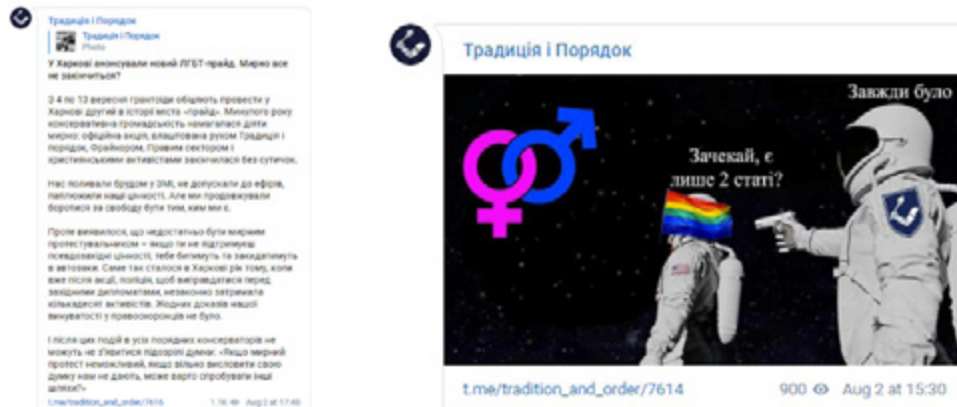 Традиція і Порядок
Традиція і Порядок
Photo
У Харкові анонсували новий ЛГБТ-прайд. Мирно все
не закінчиться?
З 4 по 13 вересня грантоїди обіцяють провести у
Харкові другий в історії міста «прайд». Минулого року
консервативна громадськість намагалася діяти
мирно: офіційна акція, влаштована рухом Традиція і
порядок, Фрайкором, Правим сектором і
християнськими активістами закінчилася без сутичок.
Нас поливали брудом у ЗМІ, не допускали до ефірів,
паплюжили наші цінності. Але ми продовжували
боротися за свободу бути тим, ким ми є.
Проте виявилося, що недостатньо бути мирним
протестувальником – якщо ти не підтримуєш
псевдозахідні цінності, тебе битимуть та закидатимуть
в автозаки. Саме так сталося в Харкові рік тому, коли
вже після акції, поліція, щоб виправдатися перед
західними дипломатами, незаконно затримала
кількадесят активістів. Жодних доказів нашої
винуватості у правоохоронців не було.
І після цих подій в усіх порядних консерваторів не
можуть не з'явитися підозрілі думки: «Якщо мирний
протест неможливий, якщо вільно висловити свою
думку нам не дають, може варто спробувати інші
шляхи?»
t.me/tradition_and_order/7616 1.1K Aug 2 at 17:40
Традиція і Порядок
Завжди було
Зачекай, є
лише 2 статі?
t.me/tradition_and_order/7614 900 Aug 2 at 15:30